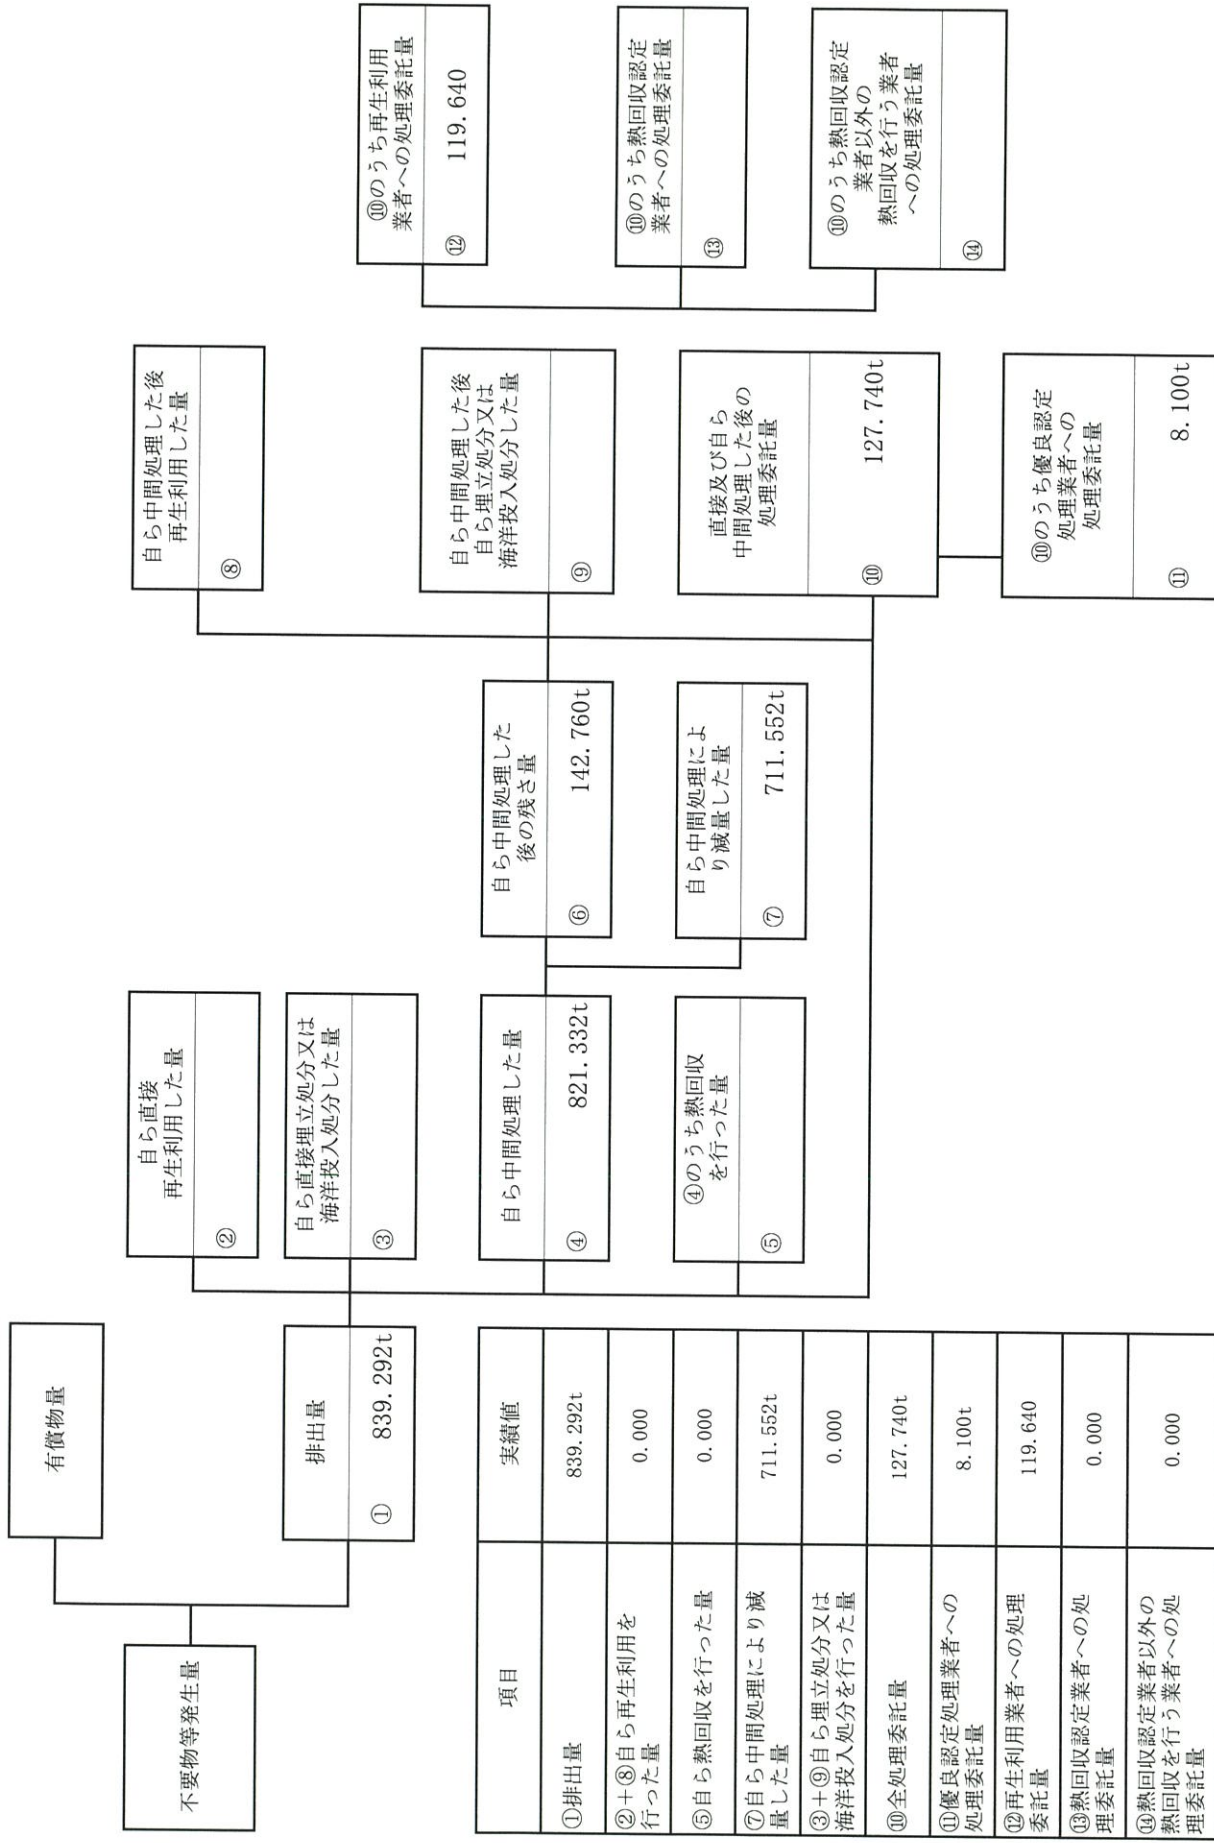 不要物等発生量
有償物量
排出量
① 839.292t
自ら直接
再生利用した量
②
自ら直接埋立処分又は
海洋投入処分した量
③
自ら中間処理した量
④ 821.332t
④のうち熱回収
を行った量
⑤
自ら中間処理した
後の残さ量
⑥ 142.760t
自ら中間処理によ
り減量した量
⑦ 711.552t
自ら中間処理した後
再生利用した量
⑧
自ら中間処理した後
自ら埋立処分又は
海洋投入処分した量
⑨
直接及び自ら
中間処理した後の
処理委託量
⑩ 127.740t
⑩のうち優良認定
処理業者への
処理委託量
⑪ 8.100t
⑩のうち再生利用
業者への処理委託量
⑫ 119.640
⑩のうち熱回収認定
業者への処理委託量
⑬
⑩のうち熱回収認定
業者以外の
熱回収を行う業者
への処理委託量
⑭
項目 実績値
①排出量 839.292t
②+⑧自ら再生利用を
行った量 0.000
⑤自ら熱回収を行った量 0.000
⑦自ら中間処理により減
量した量 711.552t
③+⑨自ら埋立処分又は
海洋投入処分を行った量 0.000
⑩全処理委託量 127.740t
⑪優良認定処理業者への
処理委託量 8.100t
⑫再生利用業者への処理
委託量 119.640
⑬熱回収認定業者への処
理委託量 0.000
⑭熱回収認定業者以外の
熱回収を行う業者への処
理委託量 0.000